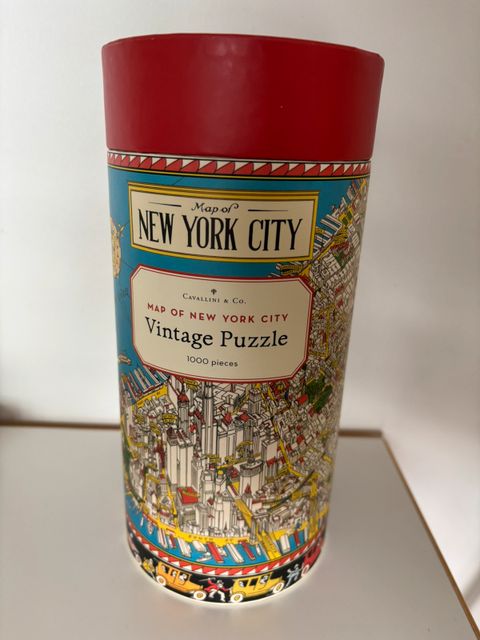 Map of
NEW YORK CITY
CAVALLINI & CO.
MAP OF NEW YORK CITY
Vintage Puzzle
1000 pieces